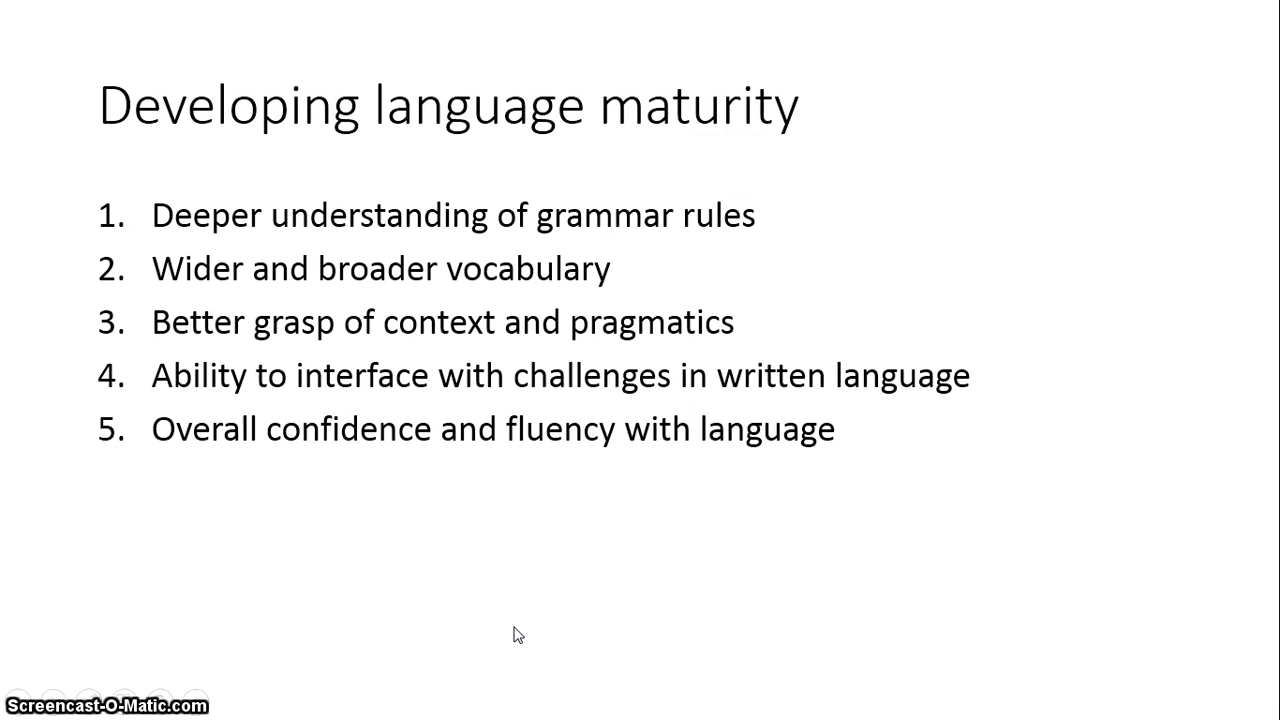 Developing language maturity
1. Deeper understanding of grammar rules
2. Wider and broader vocabulary
3. Better grasp of context and pragmatics
4. Ability to interface with challenges in written language
5. Overall confidence and fluency with language
Screencast-O-Matic.com